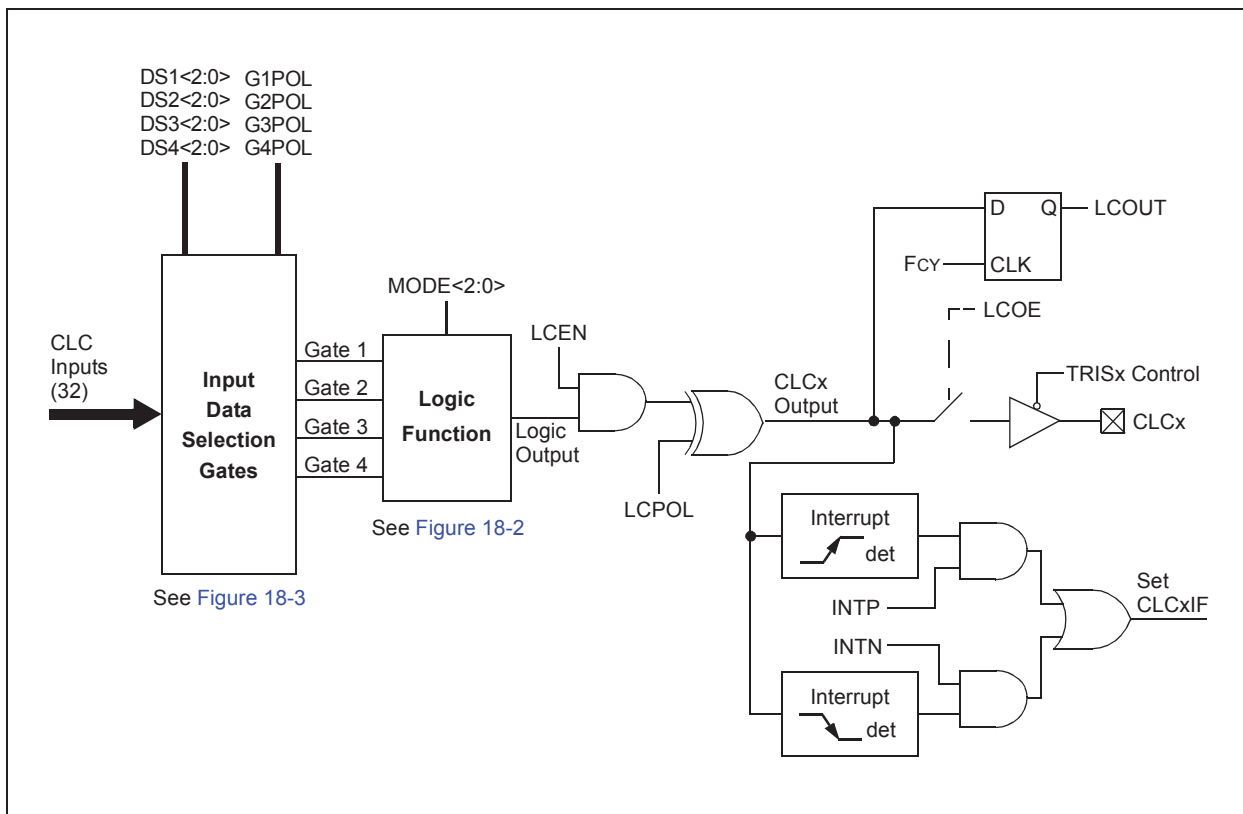 DS1<2:0> G1POL
DS2<2:0> G2POL
DS3<2:0> G3POL
DS4<2:0> G4POL
D Q LCOUT
FCY CLK
MODE<2:0>
LCOE
LCEN
CLC
Inputs
(32)
Input
Data
Selection
Gates
Gate 1
Gate 2
Gate 3
Gate 4
Logic
Function
Logic
Output
CLCx
Output
TRISx Control
CLCx
LCPOL
See Figure 18-2
See Figure 18-3
Interrupt
det
INTP
INTN
Set
CLCxIF
Interrupt
det